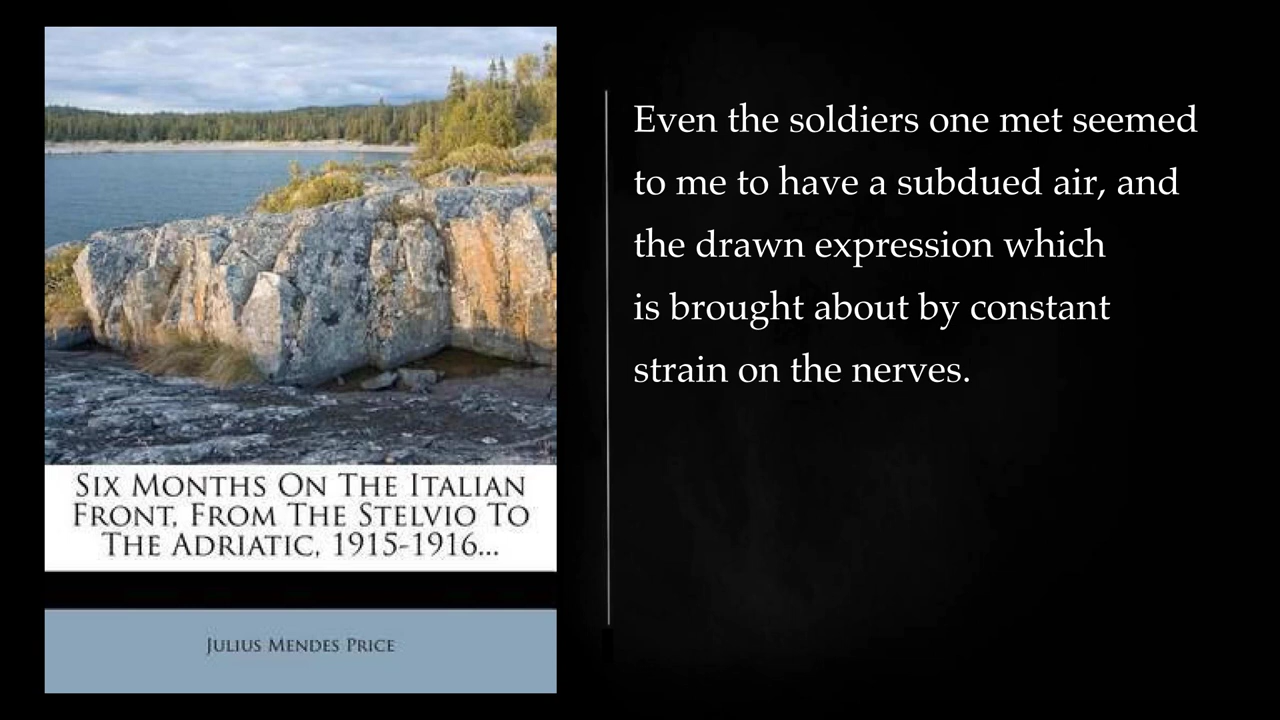 Six Months On The Italian
Front, From The Stelvio To
The Adriatic, 1915-1916...
Julius Mendes Price
Even the soldiers one met seemed
to me to have a subdued air, and
the drawn expression which
is brought about by constant
strain on the nerves.